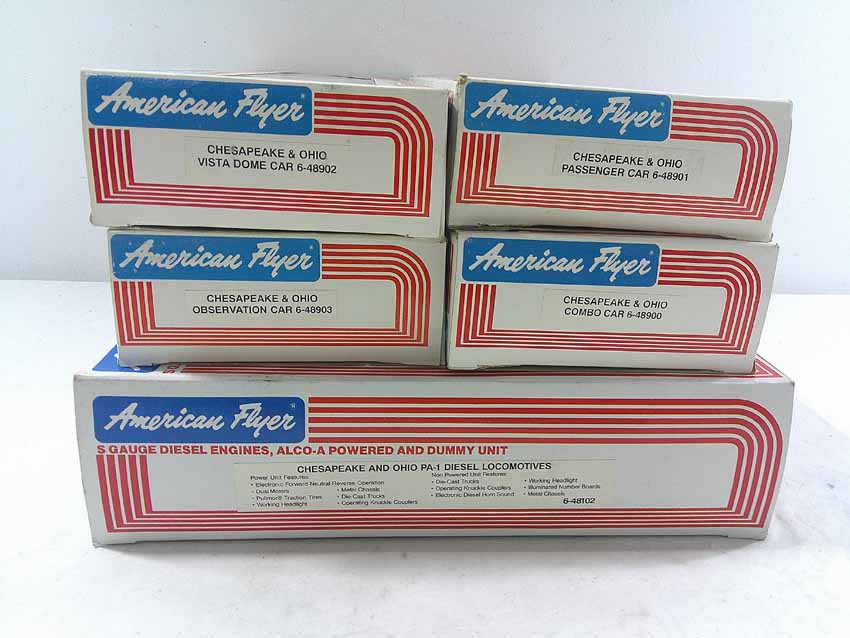 American Flyer
CHESAPEAKE & OHIO
VISTA DOME CAR 6-48902
American Flyer
CHESAPEAKE & OHIO
PASSENGER CAR 6-48901
American Flyer
CHESAPEAKE & OHIO
OBSERVATION CAR 6-48903
American Flyer
CHESAPEAKE & OHIO
COMBO CAR 6-48900
American Flyer
S GAUGE DIESEL ENGINES, ALCO-A POWERED AND DUMMY UNIT
CHESAPEAKE AND OHIO PA-1 DIESEL LOCOMOTIVES
Power Unit Features:
• Electronic Forward-Neutral-Reverse Operation
• Dual Motors
• Metal Chassis
• Pullmor® Traction Tires
• Die-Cast Trucks
• Working Headlight
• Operating Knuckle Couplers
Non Powered Unit Features:
• Die-Cast Trucks
• Working Headlight
• Operating Knuckle Couplers
• Illuminated Number Boards
• Electronic Diesel Horn Sound
• Metal Chassis
6-48102